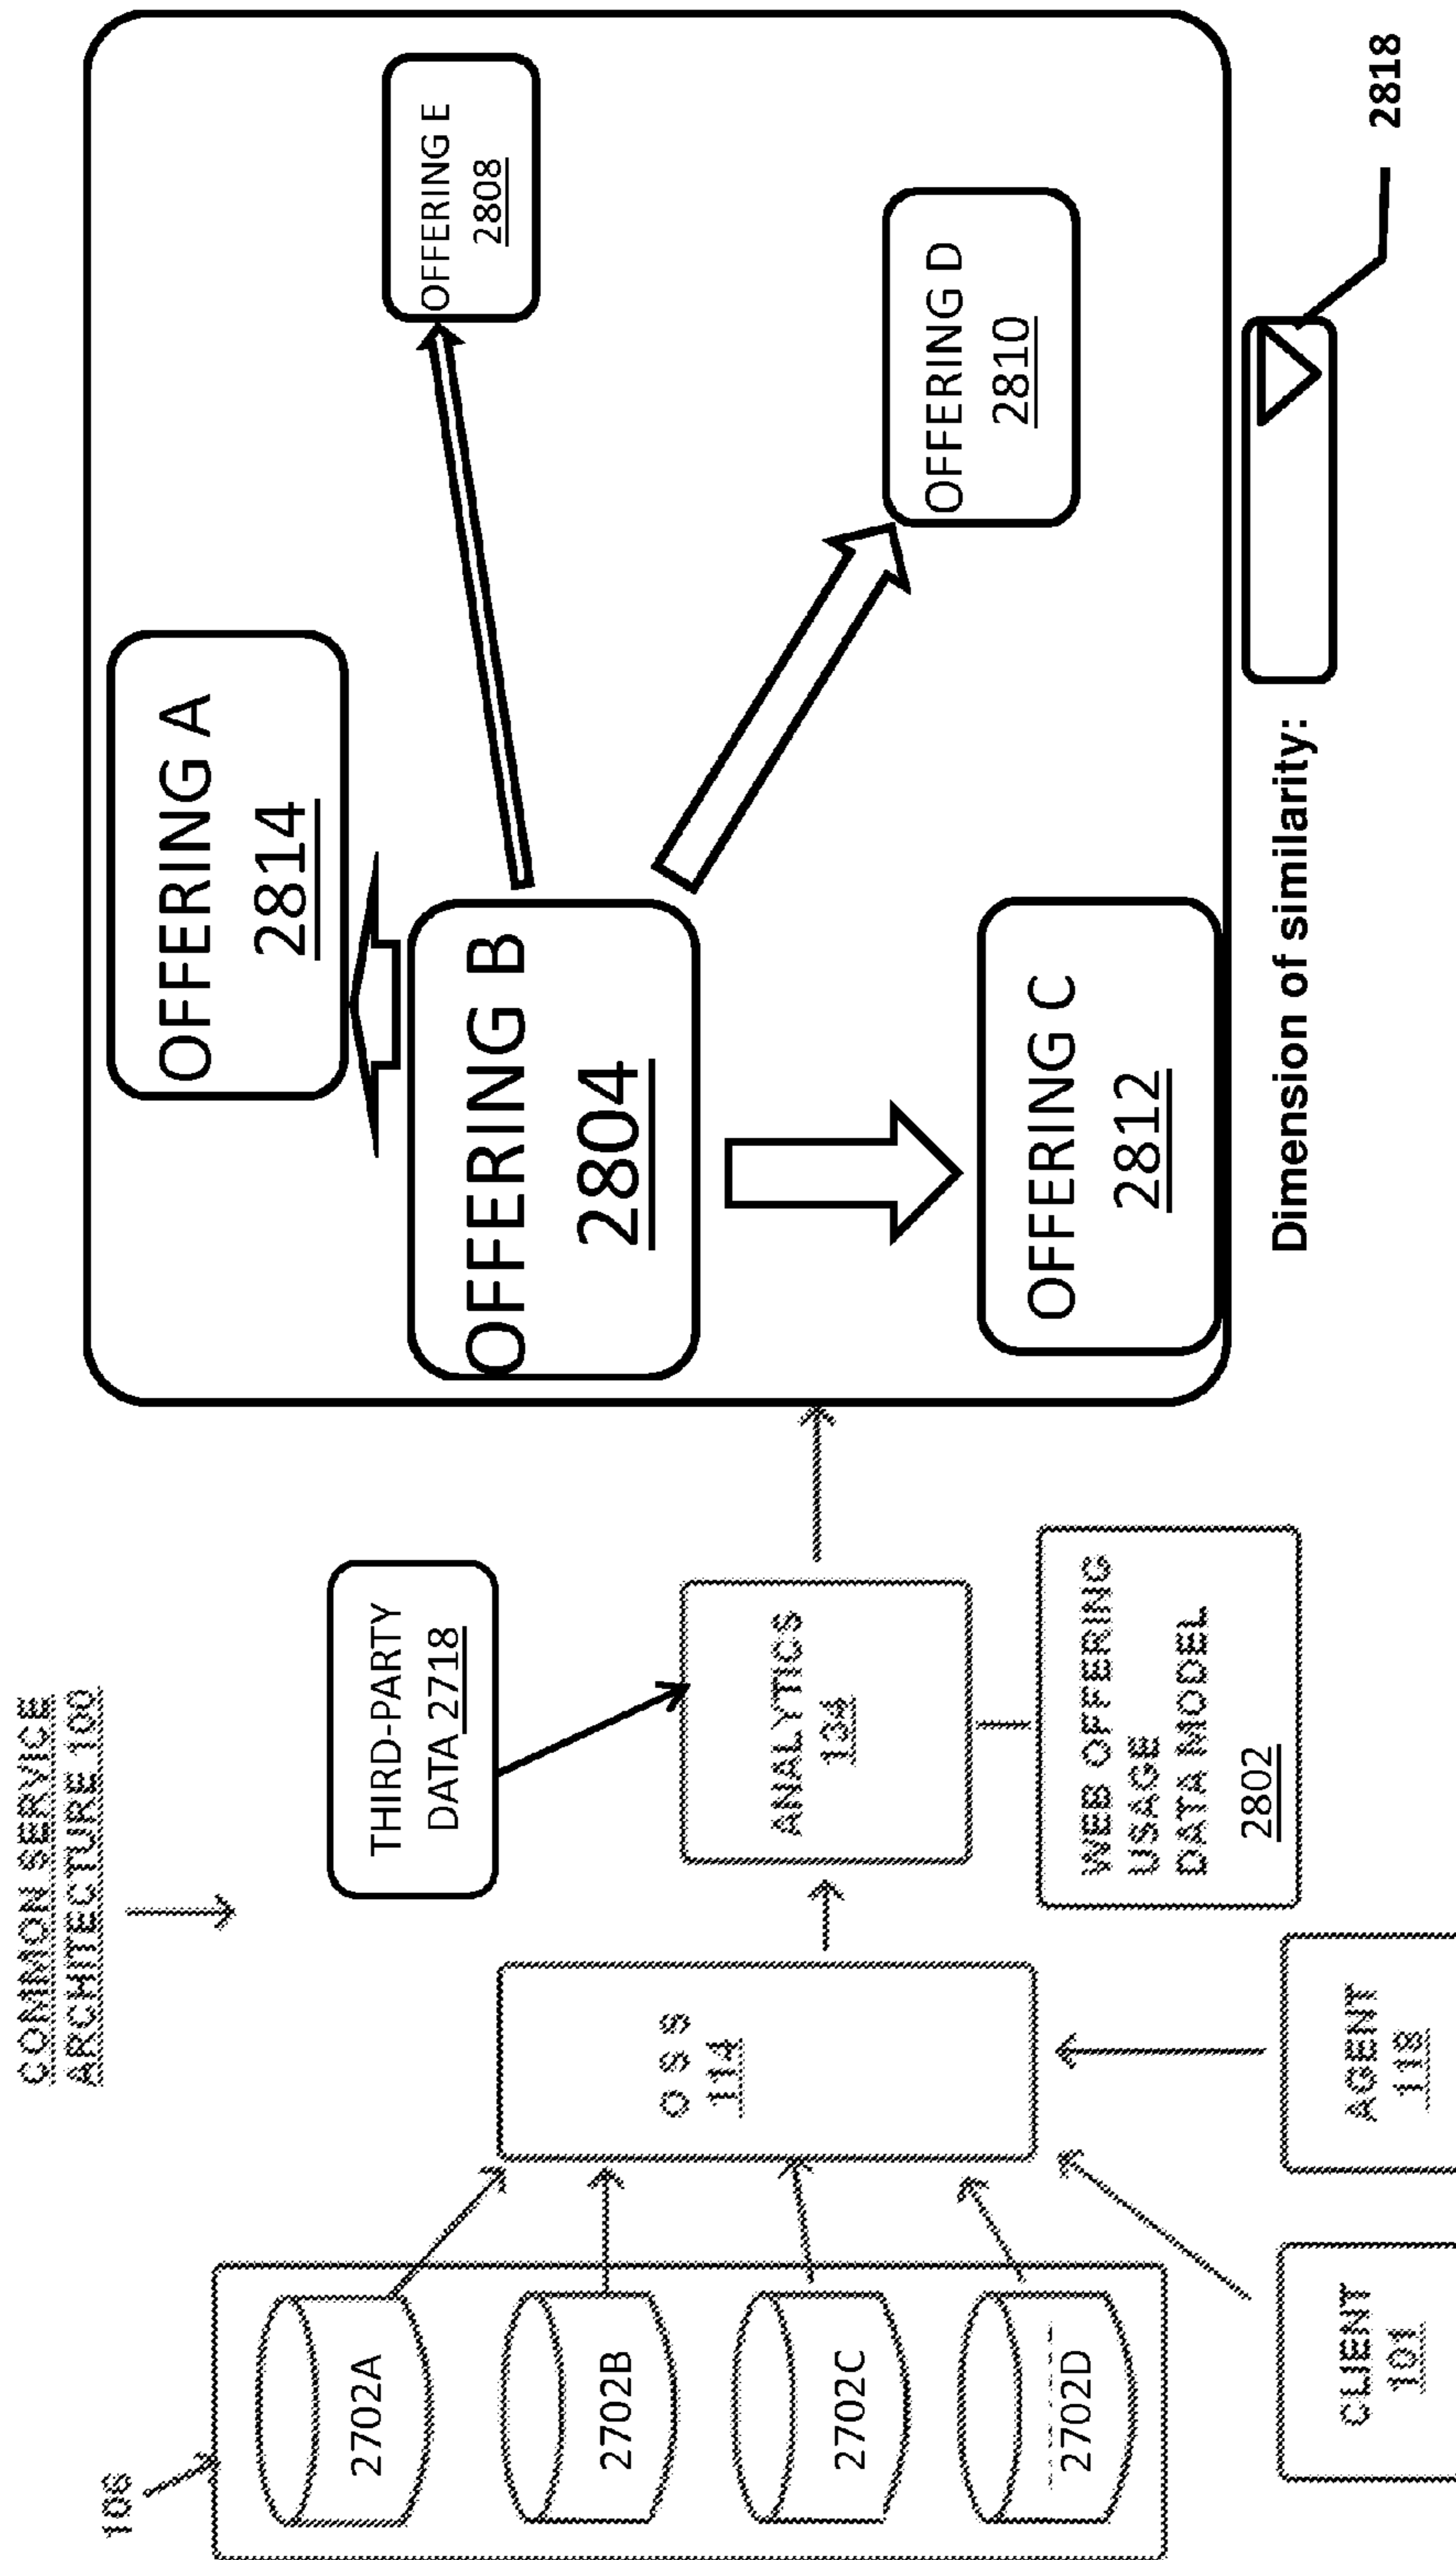 COMMON SERVICE
ARCHITECTURE 100
108
2702A
2702B
2702C
2702D
CLIENT
101
AGENT
118
O S S
114
THIRD-PARTY
DATA 2718
ANALYTICS
134
WEB OFFERING
USAGE
DATA MODEL
2802
OFFERING A
2814
OFFERING B
2804
OFFERING C
2812
OFFERING E
2808
OFFERING D
2810
Dimension of similarity:
2818